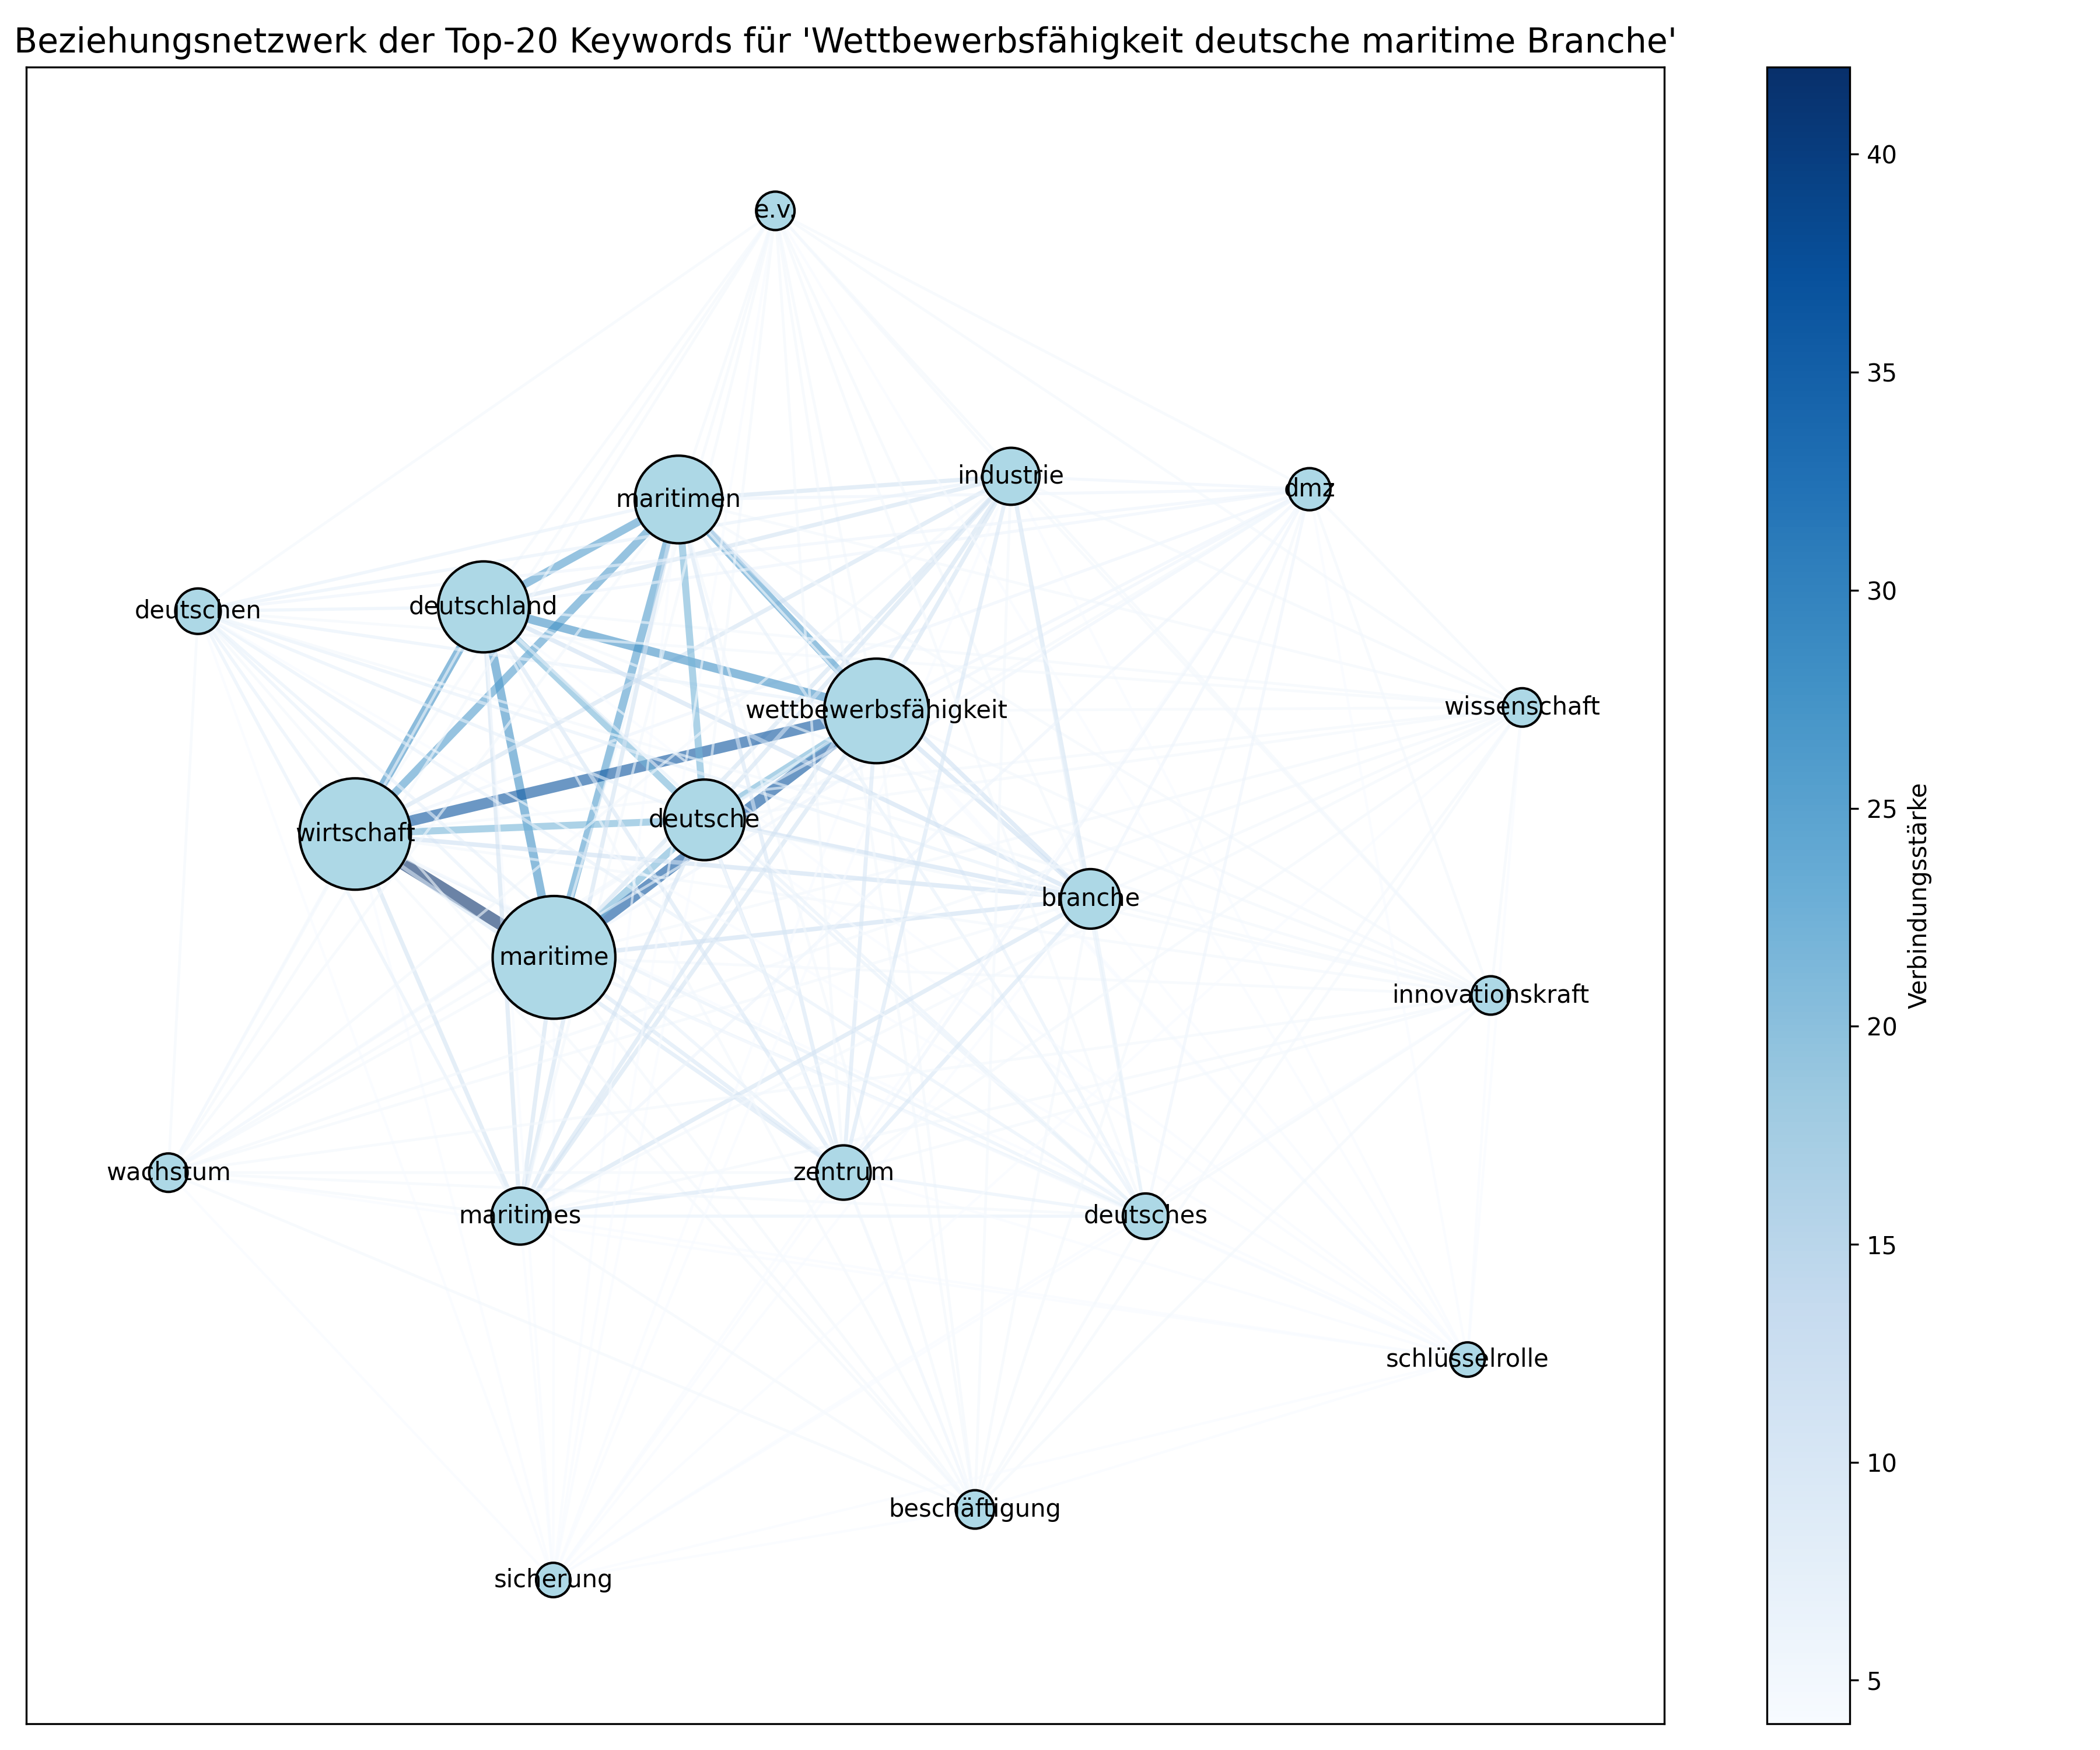 Beziehungsnetzwerk der Top-20 Keywords für 'Wettbewerbsfähigkeit deutsche maritime Branche'
e.v.
industrie
maritimen
dmz
deutschland
deutschen
wissenschaft
wettbewerbsfähigkeit
deutsche
wirtschaft
branche
maritime
innovationskraft
wachstum
zentrum
maritimes
deutsches
schlüsselrolle
beschäftigung
sicherung
40
35
30
25
20
15
10
5
Verbindungsstärke